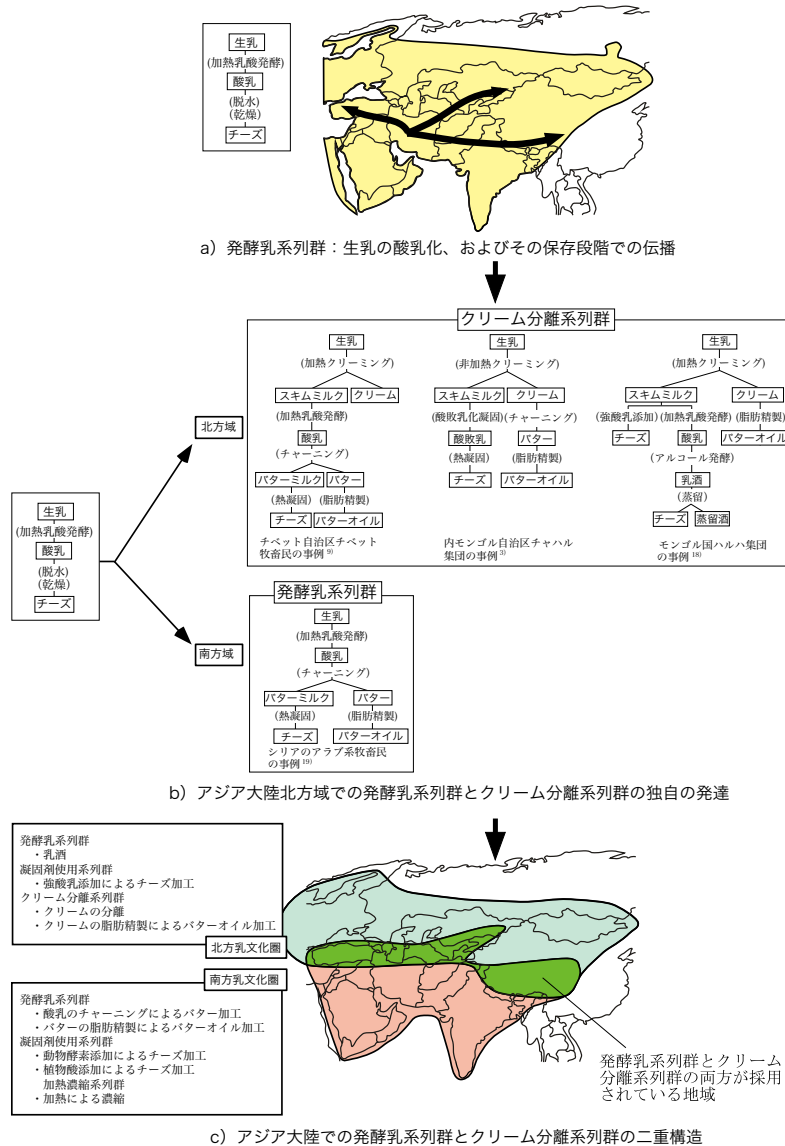 生乳
(加熱乳酸発酵)
酸乳
(脱水)
(乾燥)
チーズ
a）発酵乳系列群：生乳の酸乳化、およびその保存段階での伝播
クリーム分離系列群
生乳
(加熱クリーミング)
スキムミルク
クリーム
(加熱乳酸発酵)
酸乳
(チャーニング)
バターミルク
バター
(熱凝固)
(脂肪精製)
チーズ
バターオイル
チベット自治区チベット
牧畜民の事例 9)
生乳
(非加熱クリーミング)
スキムミルク
クリーム
(酸敗乳化凝固)
(チャーニング)
酸敗乳
バター
(熱凝固)
(脂肪精製)
チーズ
バターオイル
内モンゴル自治区チャハル
集団の事例 3)
生乳
(加熱クリーミング)
スキムミルク
クリーム
(強酸乳添加)
(加熱乳酸発酵)
(脂肪精製)
チーズ
酸乳
バターオイル
(アルコール発酵)
乳酒
(蒸留)
チーズ
蒸留酒
モンゴル国ハルハ集団
の事例 18)
北方域
生乳
(加熱乳酸発酵)
酸乳
(脱水)
(乾燥)
チーズ
南方域
発酵乳系列群
生乳
(加熱乳酸発酵)
酸乳
(チャーニング)
バターミルク
バター
(熱凝固)
(脂肪精製)
チーズ
バターオイル
シリアのアラブ系牧畜民
の事例 19)
b）アジア大陸北方域での発酵乳系列群とクリーム分離系列群の独自の発達
発酵乳系列群
・乳酒
凝固剤使用系列群
・強酸乳添加によるチーズ加工
クリーム分離系列群
・クリームの分離
・クリームの脂肪精製によるバターオイル加工
北方乳文化圏
南方乳文化圏
発酵乳系列群
・酸乳のチャーニングによるバター加工
・バターの脂肪精製によるバターオイル加工
凝固剤使用系列群
・動物酵素添加によるチーズ加工
・植物酸添加によるチーズ加工
加熱濃縮系列群
・加熱による濃縮
発酵乳系列群とクリーム
分離系列群の両方が採用
されている地域
c）アジア大陸での発酵乳系列群とクリーム分離系列群の二重構造